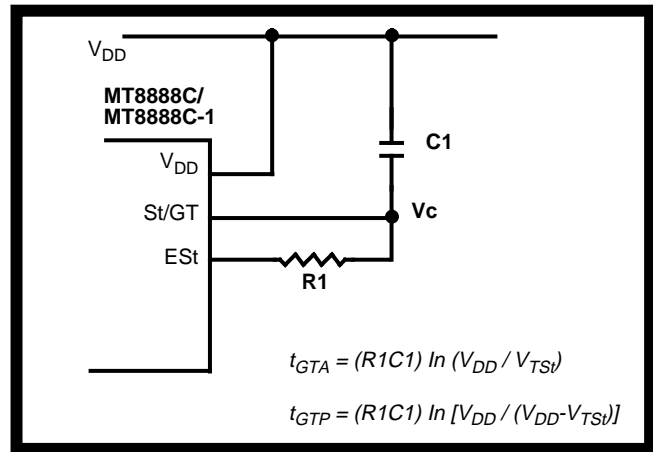 VDD
MT8888C/
MT8888C-1
VDD
C1
St/GT
Vc
ESt
R1
tGTA = (R1C1) In (VDD / VTSt)
tGTP = (R1C1) In [VDD / (VDD-VTSt)]